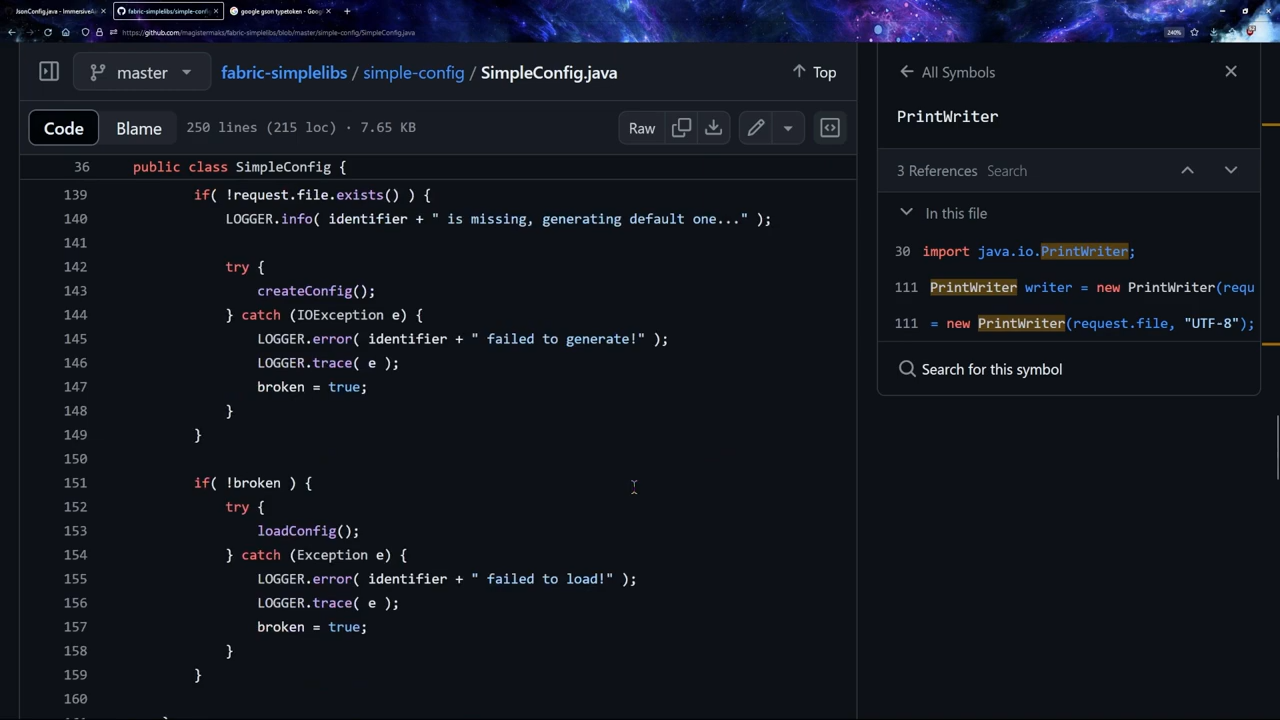 JsonConfig.java - ImmersiveAi
fabric-simplelibs/simple-config
google gson typetoken - Goog
https://github.com/magistermaks/fabric-simplelibs/blob/master/simple-config/SimpleConfig.java
240%
master
fabric-simplelibs / simple-config / SimpleConfig.java
Top
Code
Blame
250 lines (215 loc) · 7.65 KB
Raw
36 public class SimpleConfig {
139 if( !request.file.exists() ) {
140 LOGGER.info( identifier + " is missing, generating default one..." );
141
142 try {
143 createConfig();
144 } catch (IOException e) {
145 LOGGER.error( identifier + " failed to generate!" );
146 LOGGER.trace( e );
147 broken = true;
148 }
149 }
150
151 if( !broken ) {
152 try {
153 loadConfig();
154 } catch (Exception e) {
155 LOGGER.error( identifier + " failed to load!" );
156 LOGGER.trace( e );
157 broken = true;
158 }
159 }
160
All Symbols
PrintWriter
3 References Search
In this file
30 import java.io.PrintWriter;
111 PrintWriter writer = new PrintWriter(requ
111 = new PrintWriter(request.file, "UTF-8");
Search for this symbol